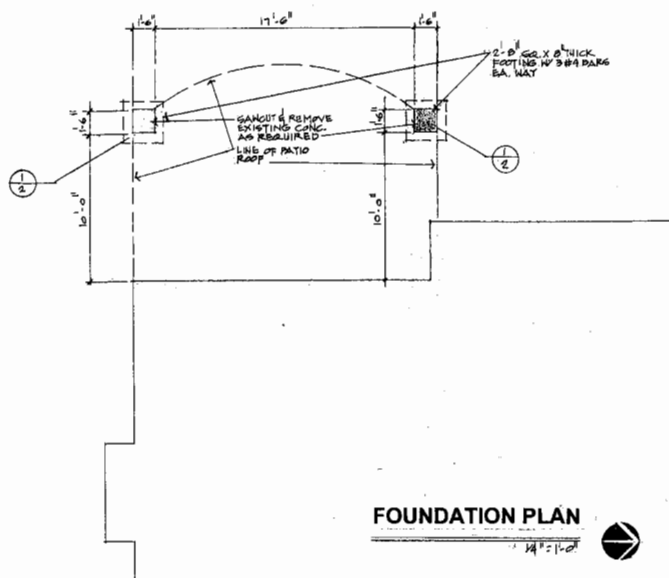 1'-6"
17'-6"
1'-6"
2'-8" SQ. X 8" THICK
FOOTING W/ 3 #4 BARS
EA. WAY
1'-6"
SAWCUT & REMOVE
EXISTING CONC.
AS REQUIRED
LINE OF PATIO
ROOF
1'-6"
1
2
1
2
10'-0"
10'-0"
FOUNDATION PLAN
1/4" = 1'-0"